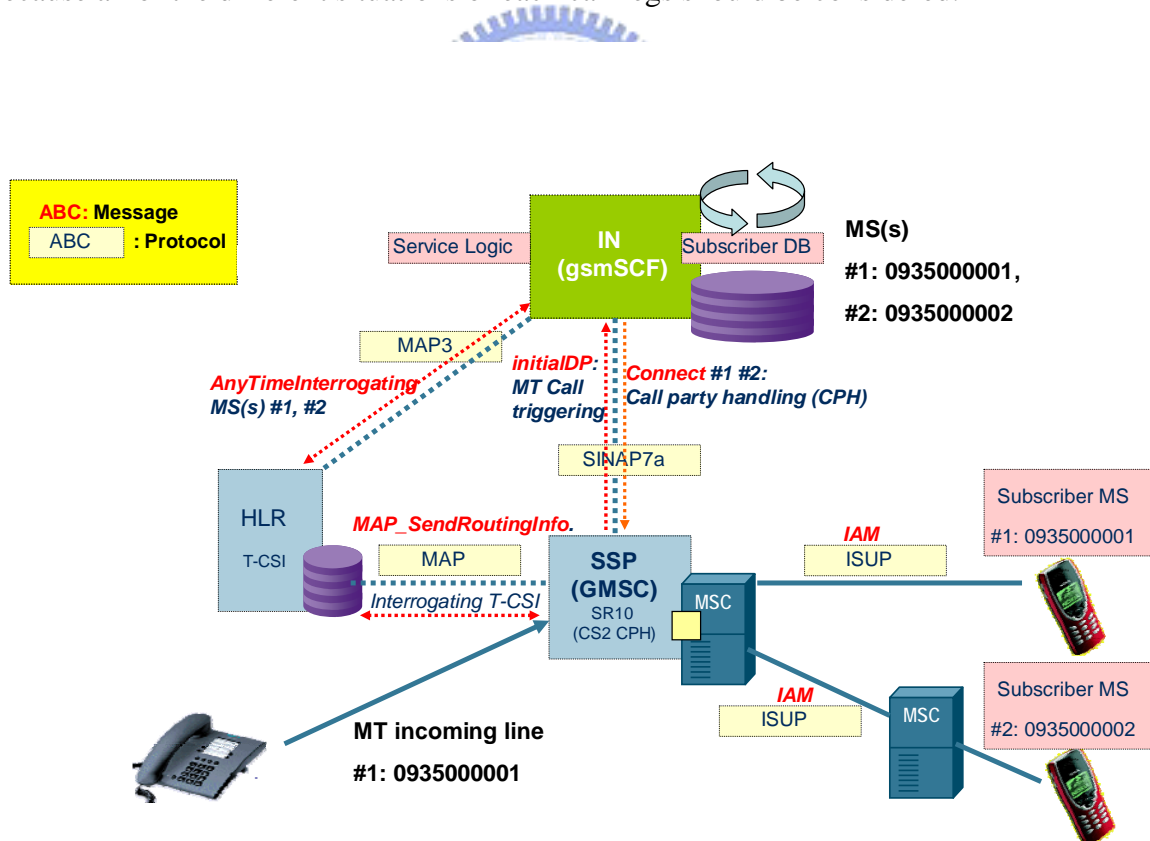 ABC: Message
ABC : Protocol
Service Logic
IN
(gsmSCF)
Subscriber DB
MS(s)
#1: 0935000001,
#2: 0935000002
MAP3
AnyTimeInterrogating
MS(s) #1, #2
initialDP:
MT Call
triggering
Connect #1 #2:
Call party handling (CPH)
SINAP7a
HLR
T-CSI
MAP_SendRoutingInfo.
MAP
Interrogating T-CSI
SSP
(GMSC)
SR10
(CS2 CPH)
MSC
IAM
ISUP
Subscriber MS
#1: 0935000001
IAM
ISUP
MSC
Subscriber MS
#2: 0935000002
MT incoming line
#1: 0935000001